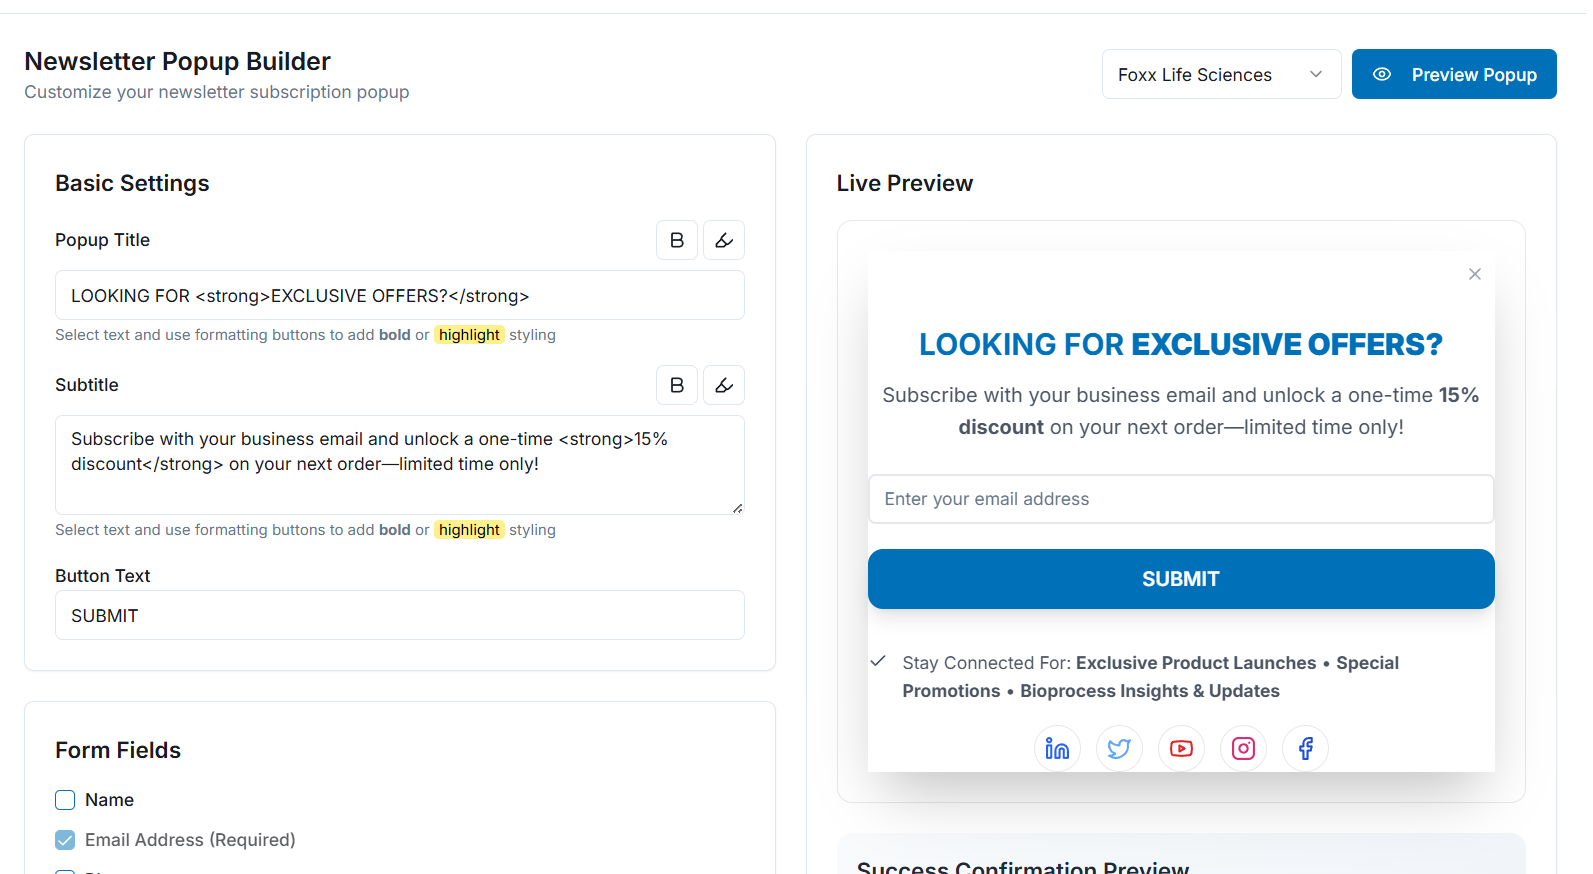 Newsletter Popup Builder
Customize your newsletter subscription popup
Foxx Life Sciences
Preview Popup
Basic Settings
Popup Title
B
LOOKING FOR <strong>EXCLUSIVE OFFERS?</strong>
Select text and use formatting buttons to add bold or highlight styling
Subtitle
B
Subscribe with your business email and unlock a one-time <strong>15%
discount</strong> on your next order—limited time only!
Select text and use formatting buttons to add bold or highlight styling
Button Text
SUBMIT
Form Fields
Name
Email Address (Required)
Live Preview
LOOKING FOR EXCLUSIVE OFFERS?
Subscribe with your business email and unlock a one-time 15%
discount on your next order—limited time only!
Enter your email address
SUBMIT
Stay Connected For: Exclusive Product Launches • Special
Promotions • Bioprocess Insights & Updates
Success Confirmation Preview